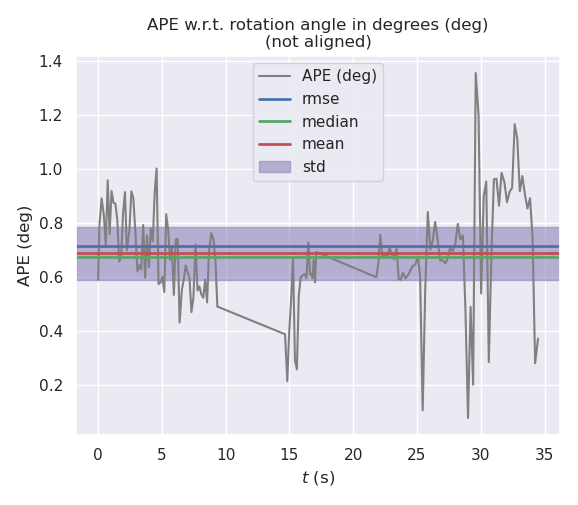 APE w.r.t. rotation angle in degrees (deg)
(not aligned)
APE (deg)
rmse
median
mean
std
APE (deg)
1.4
1.2
1.0
0.8
0.6
0.4
0.2
0 5 10 15 20 25 30 35
t (s)